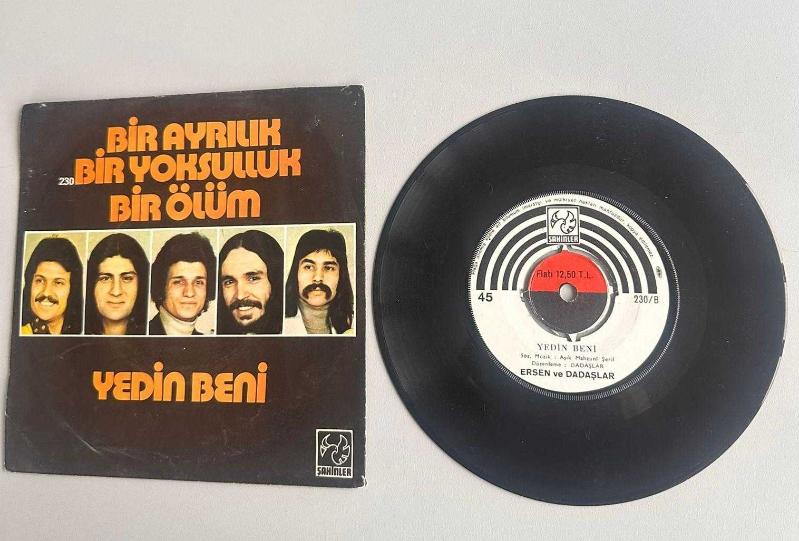 BİR AYRILIK
230 BİR YOKSULLUK
BİR ÖLÜM
YEDİN BENİ
ŞAHİNLER
ŞAHİNLER
Fiatı 12,50 T.L.
45
230/B
YEDİN BENİ
Söz, Müzik : Aşık Mahzuni Şerif
Düzenleme : DADAŞLAR
ERSEN ve DADAŞLAR